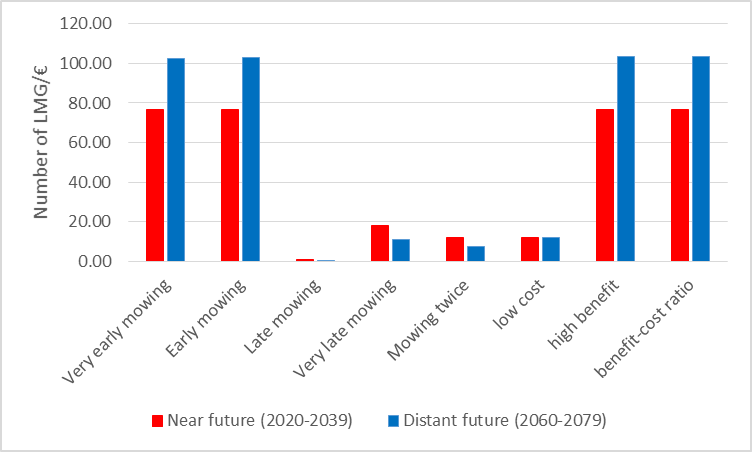 120.00
100.00
80.00
60.00
40.00
20.00
0.00
Number of LMG/€
Very early mowing
Early mowing
Late mowing
Very late mowing
Mowing twice
low cost
high benefit
benefit-cost ratio
Near future (2020-2039)
Distant future (2060-2079)